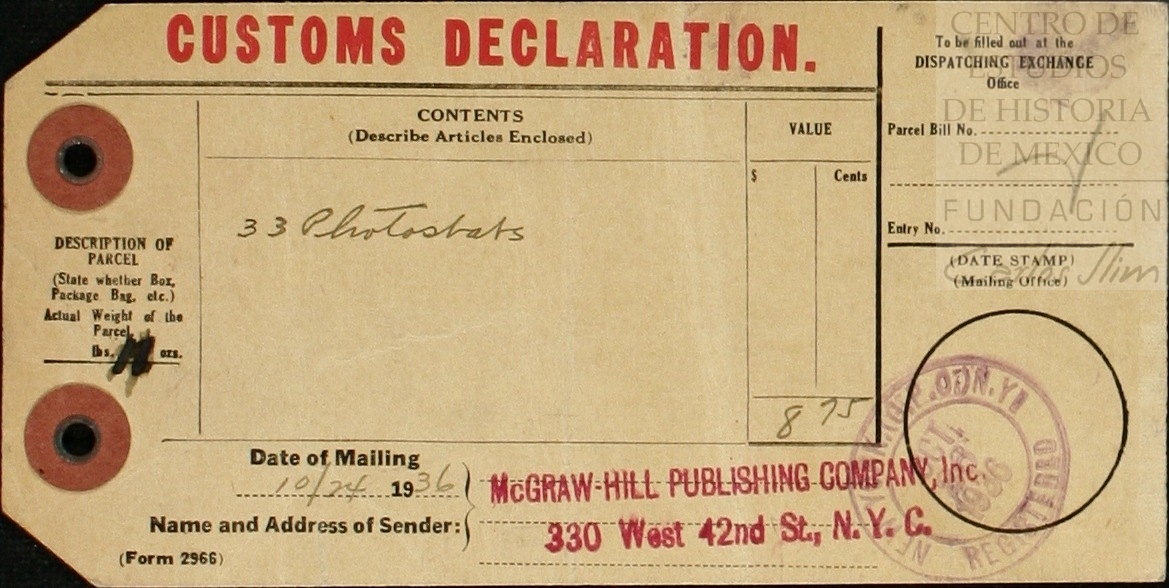 CUSTOMS DECLARATION.
CONTENTS
(Describe Articles Enclosed)
VALUE
$ Cents
33 Photostats
8 75
DESCRIPTION OF
PARCEL
(State whether Box,
Package Bag, etc.)
Actual Weight of the
Parcel
lbs. ozs.
To be filled out at the
DISPATCHING EXCHANGE
Office
Parcel Bill No.
Entry No.
(DATE STAMP)
(Mailing Office)
CENTRO DE
ESTUDIOS
DE HISTORIA
DE MEXICO
FUNDACIÓN
Carlos Slim
Date of Mailing
10/24 1936
Name and Address of Sender:
McGRAW-HILL PUBLISHING COMPANY, Inc.
330 West 42nd St., N. Y. C.
(Form 2966)
N.Y.
1936